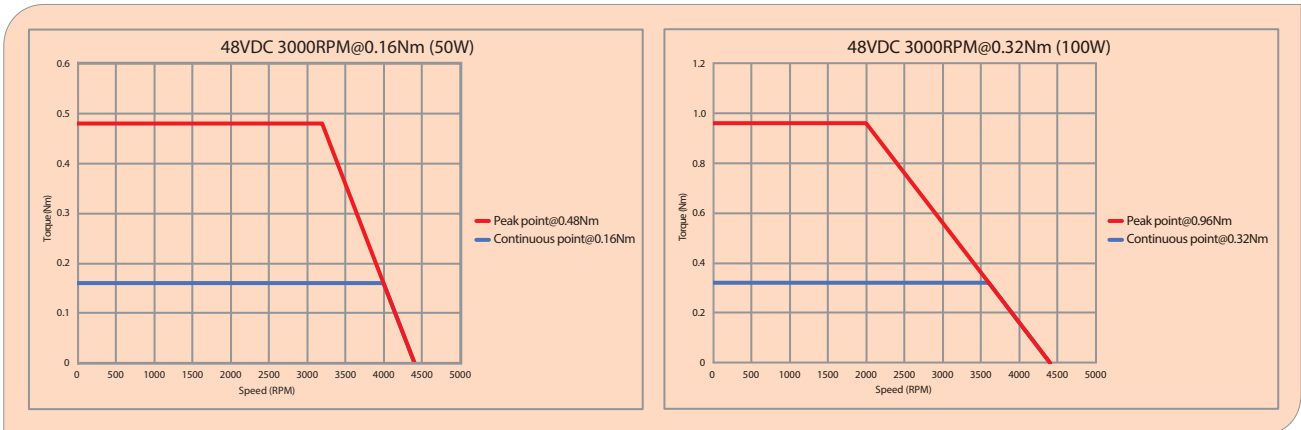 48VDC 3000RPM@0.16Nm (50W)
0.6
0.5
0.4
0.3
0.2
0.1
0
Torque(Nm)
0 500 1000 1500 2000 2500 3000 3500 4000 4500 5000
Speed (RPM)
Peak point@0.48Nm
Continuous point@0.16Nm
48VDC 3000RPM@0.32Nm (100W)
1.2
1.0
0.8
0.6
0.4
0.2
0
Torque(Nm)
0 500 1000 1500 2000 2500 3000 3500 4000 4500 5000
Speed (RPM)
Peak point@0.96Nm
Continuous point@0.32Nm